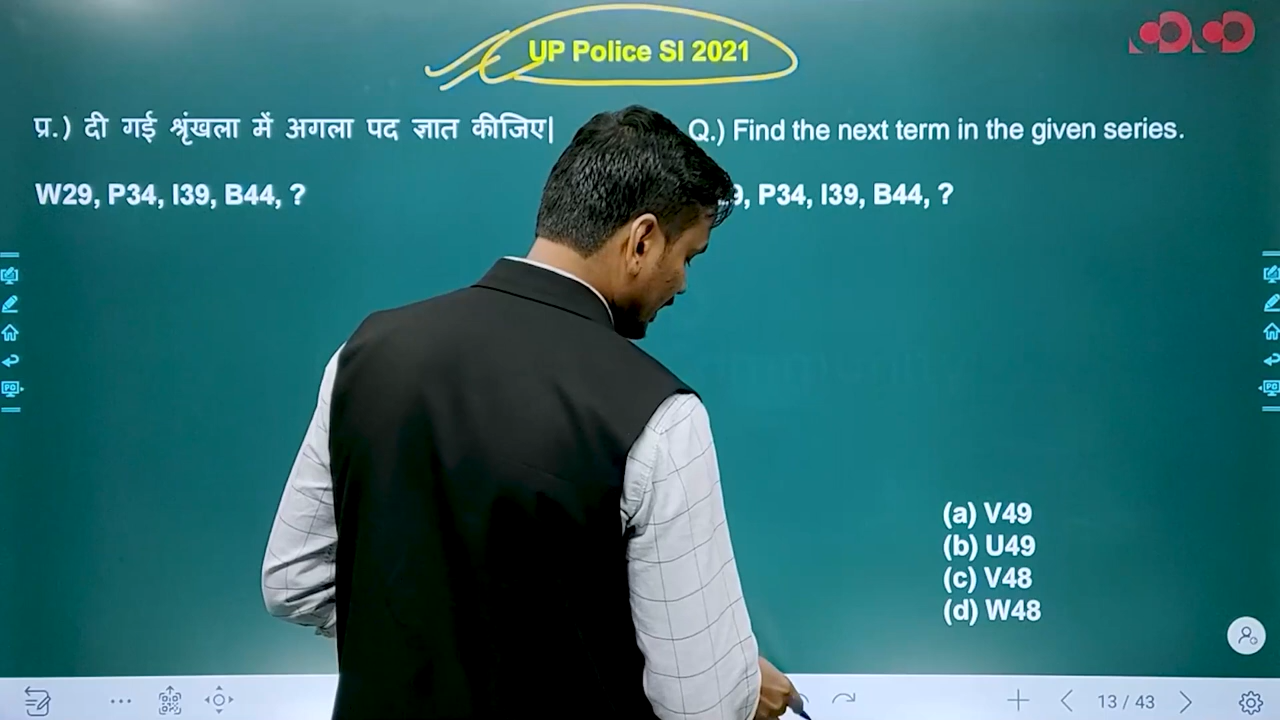 UP Police SI 2021
प्र.) दी गई श्रृंखला में अगला पद ज्ञात कीजिए|
W29, P34, I39, B44, ?
Q.) Find the next term in the given series.
9, P34, I39, B44, ?
(a) V49
(b) U49
(c) V48
(d) W48
13 / 43